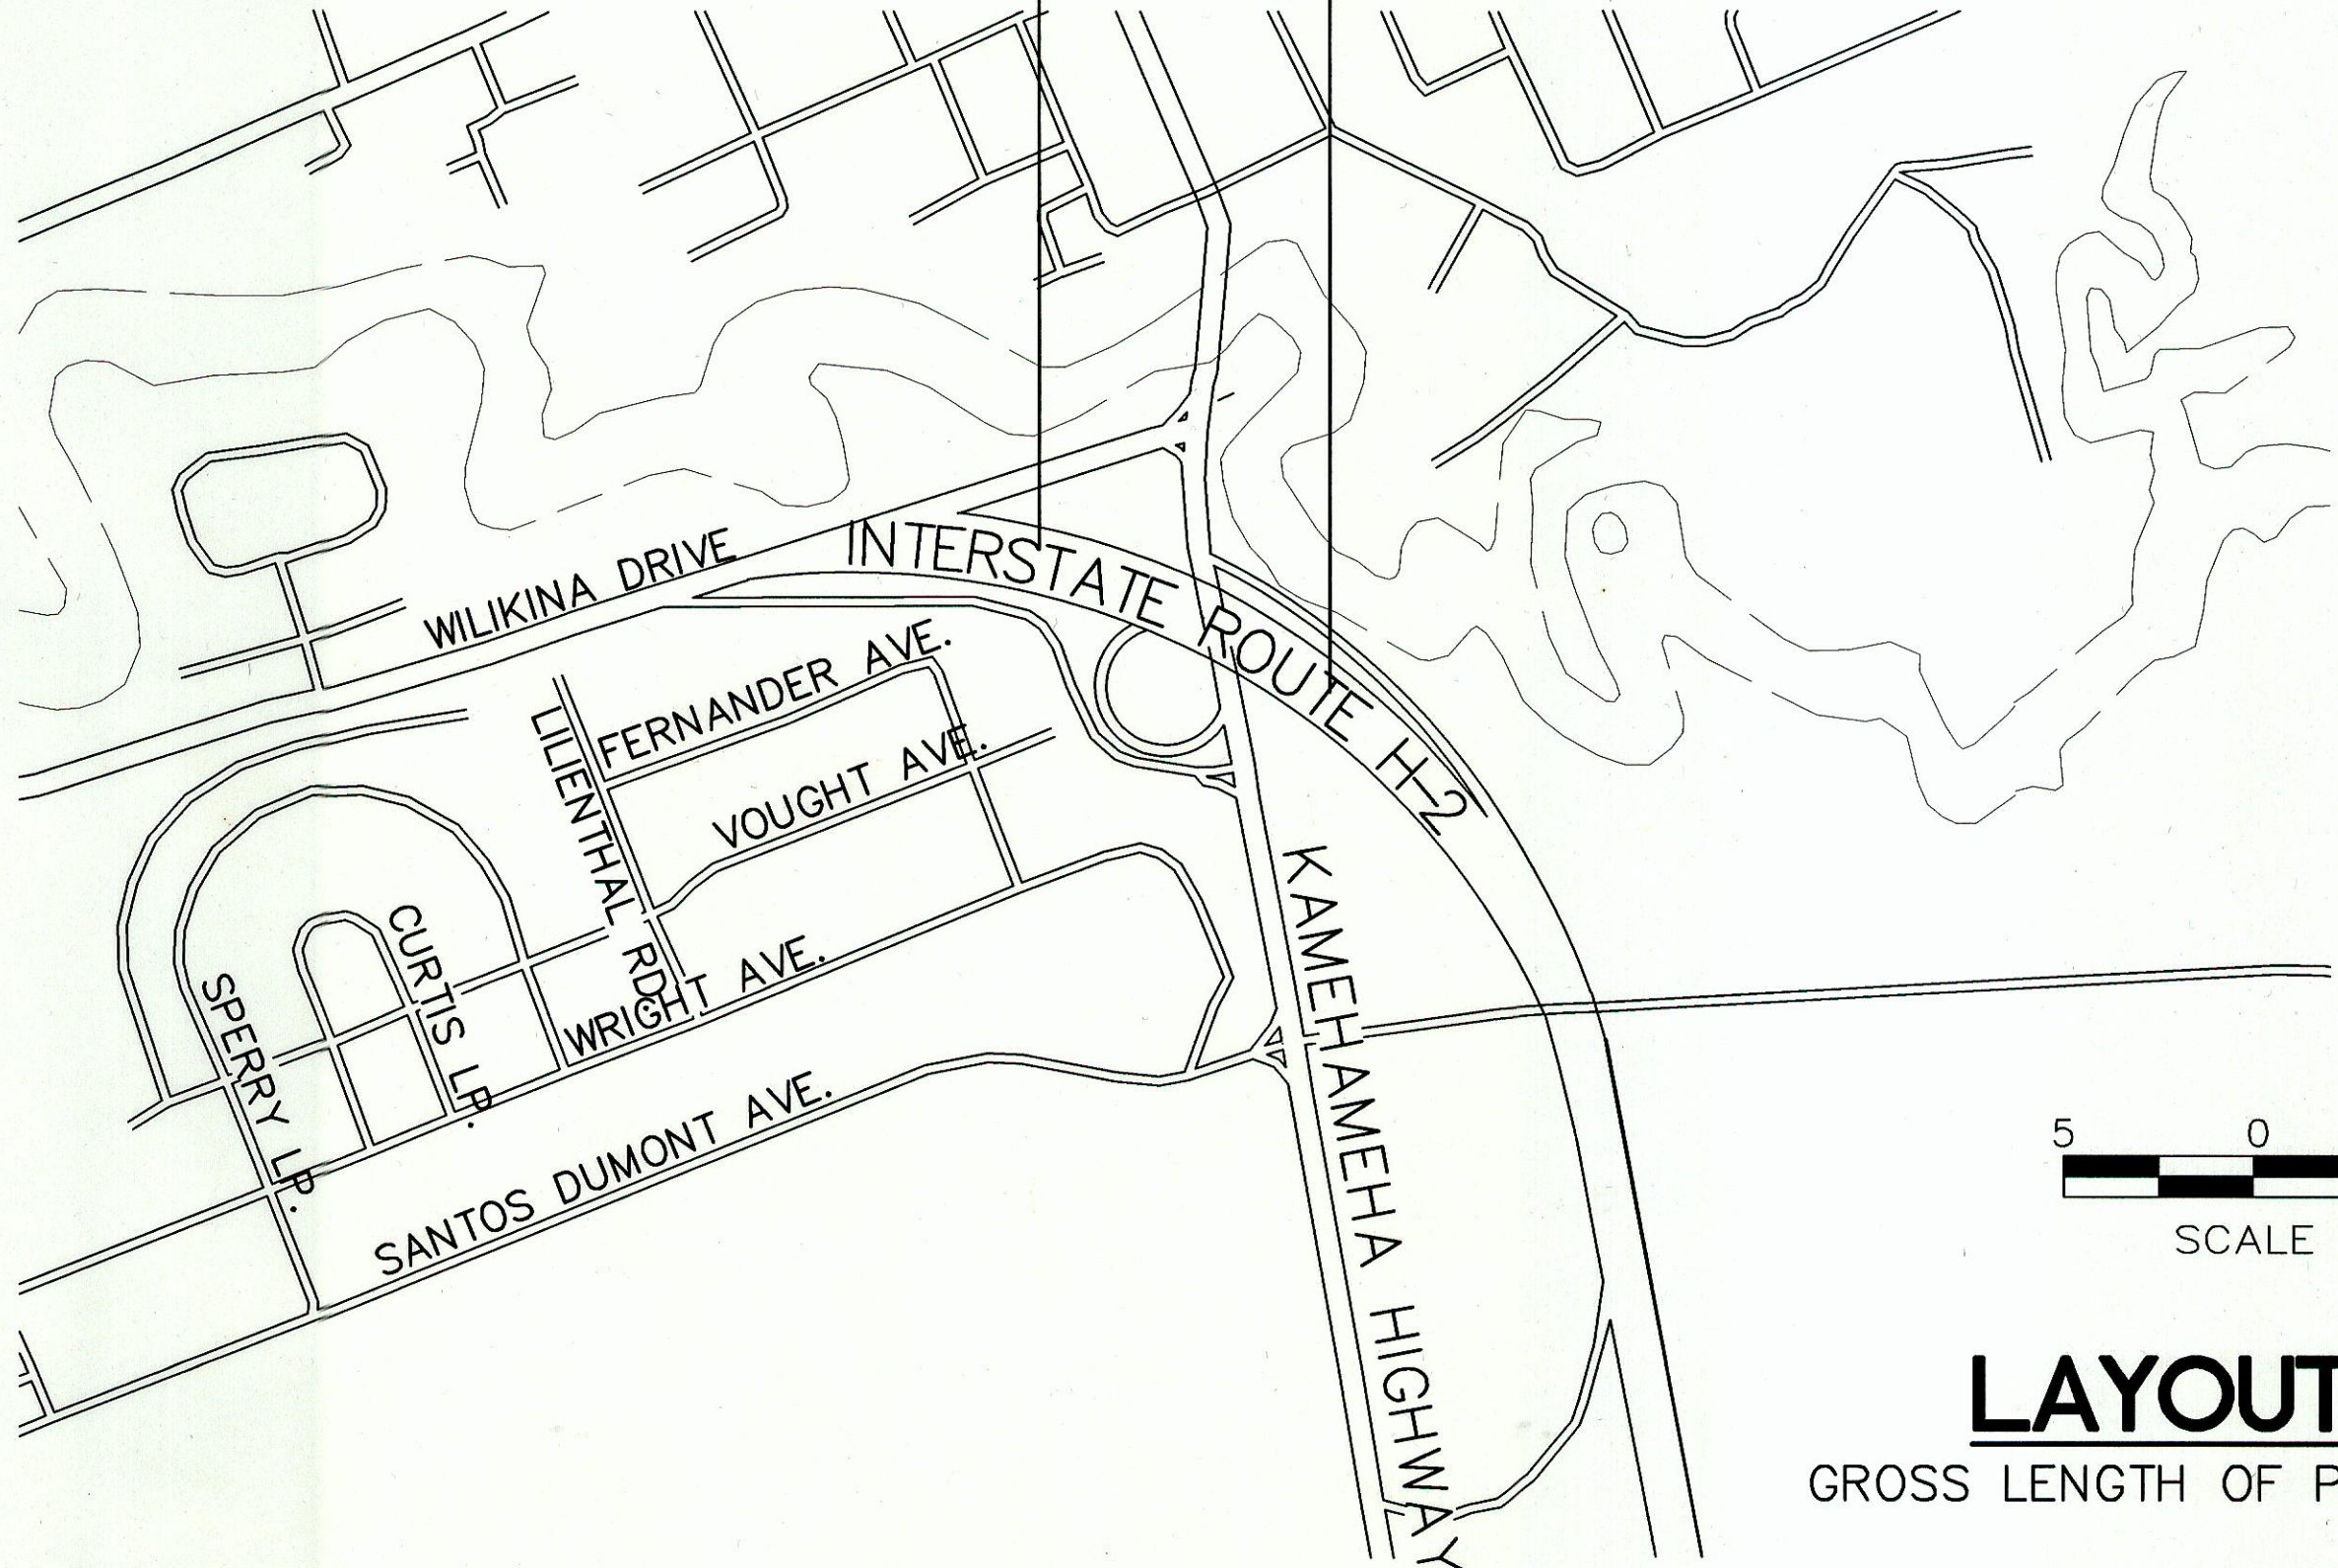 WILIKINA DRIVE
INTERSTATE ROUTE H-2
FERNANDER AVE.
LILIENTHAL RD.
VOUGHT AVE.
KAMEHAMEHA HIGHWAY
CURTIS LP.
WRIGHT AVE.
SPERRY LP.
SANTOS DUMONT AVE.
5 0
SCALE
LAYOUT
GROSS LENGTH OF P